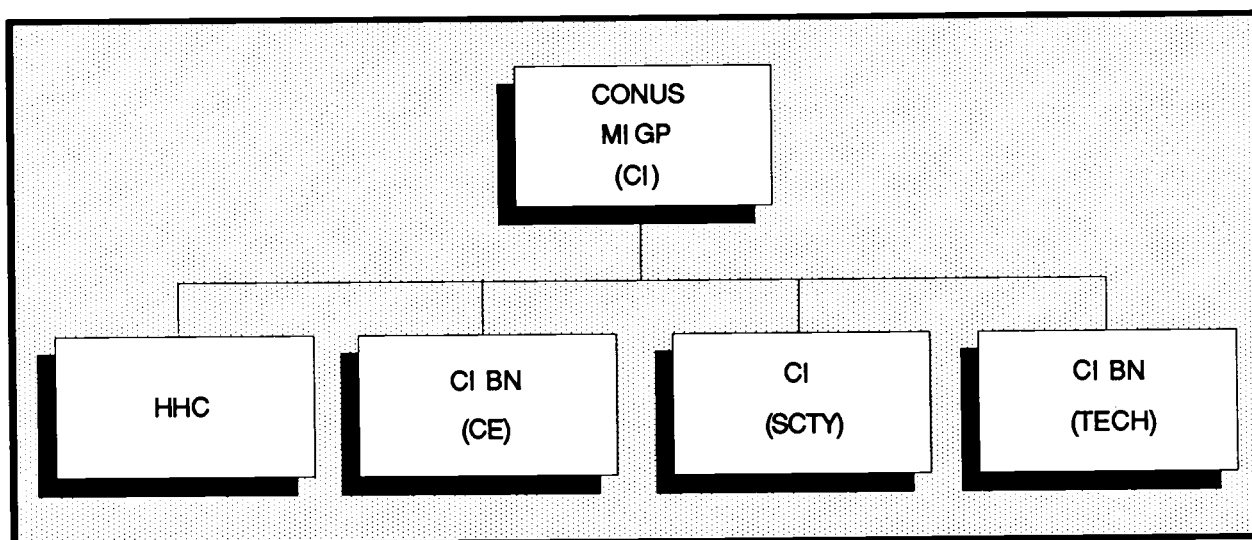 CONUS
MI GP
(CI)
HHC
CI BN
(CE)
CI
(SCTY)
CI BN
(TECH)